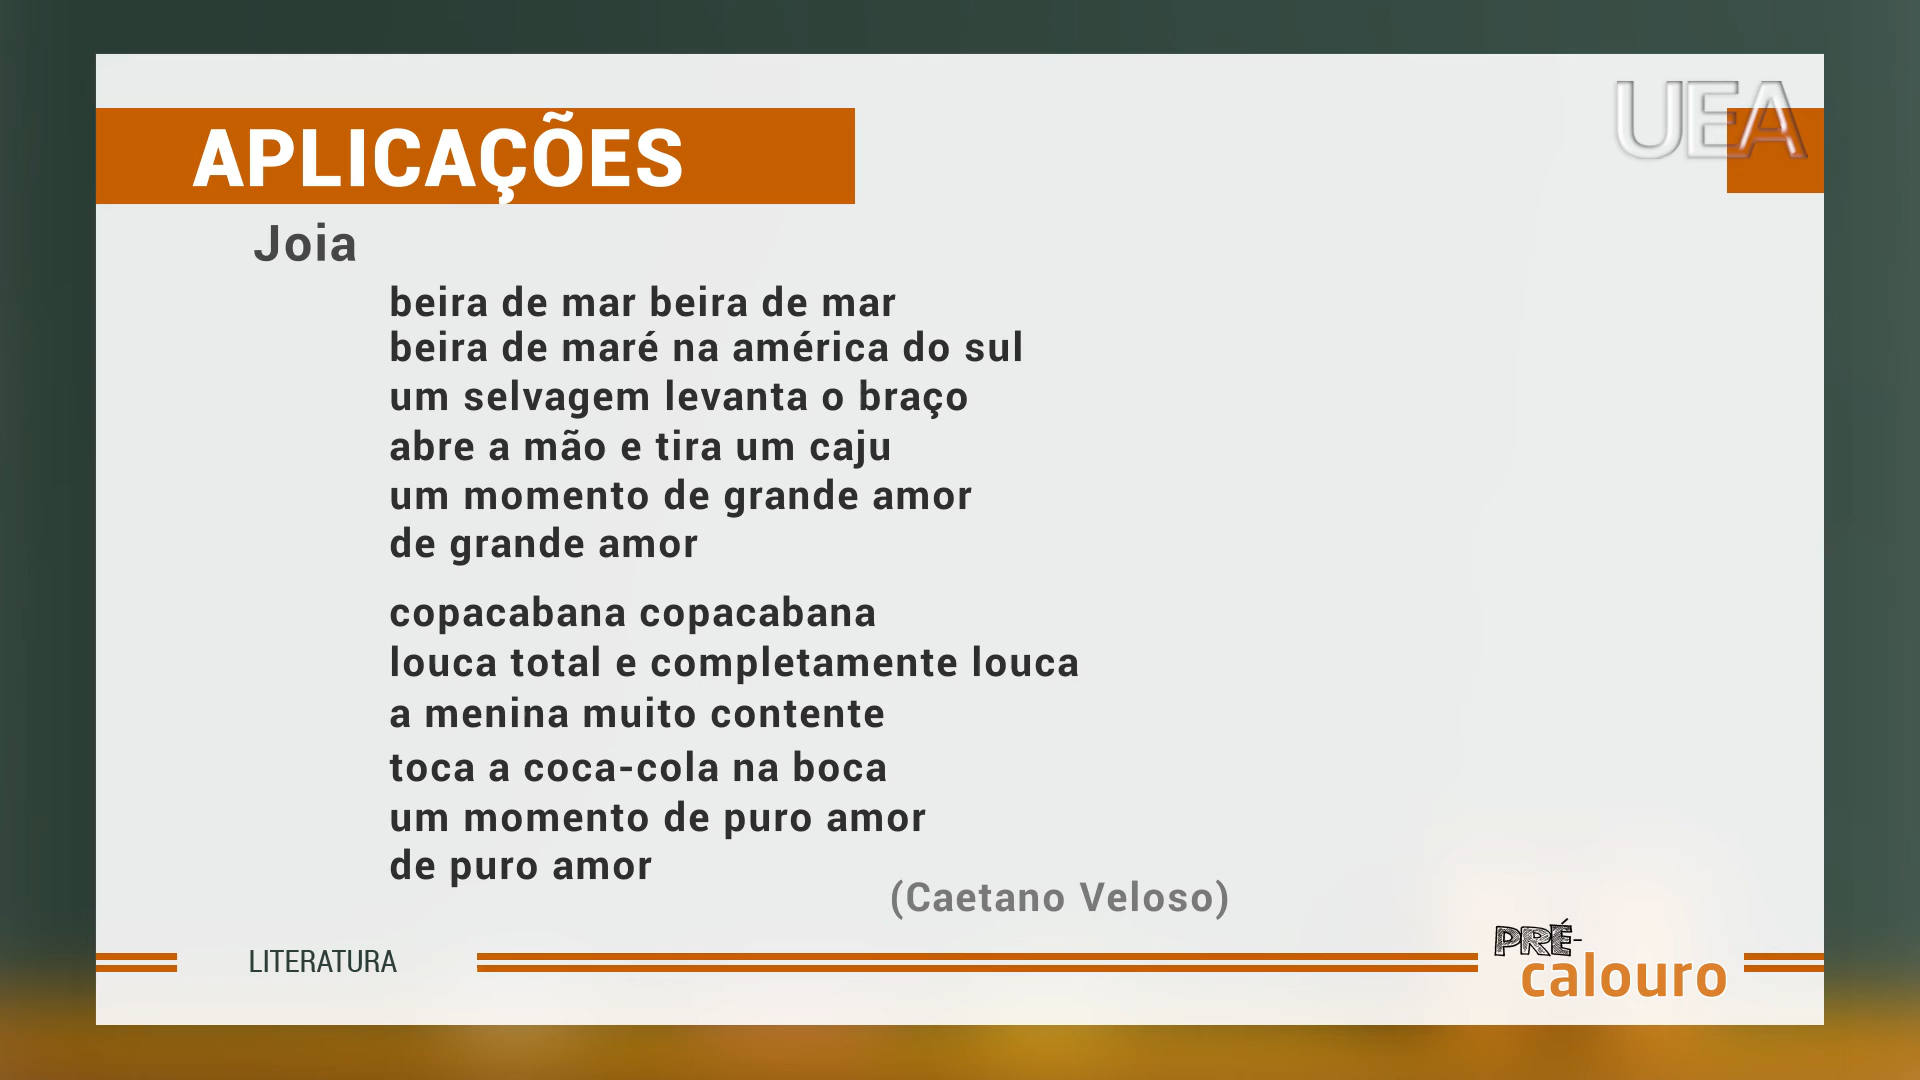 UEA
APLICAÇÕES
Joia
beira de mar beira de mar
beira de maré na américa do sul
um selvagem levanta o braço
abre a mão e tira um caju
um momento de grande amor
de grande amor
copacabana copacabana
louca total e completamente louca
a menina muito contente
toca a coca-cola na boca
um momento de puro amor
de puro amor
(Caetano Veloso)
LITERATURA
PRÉ-
calouro